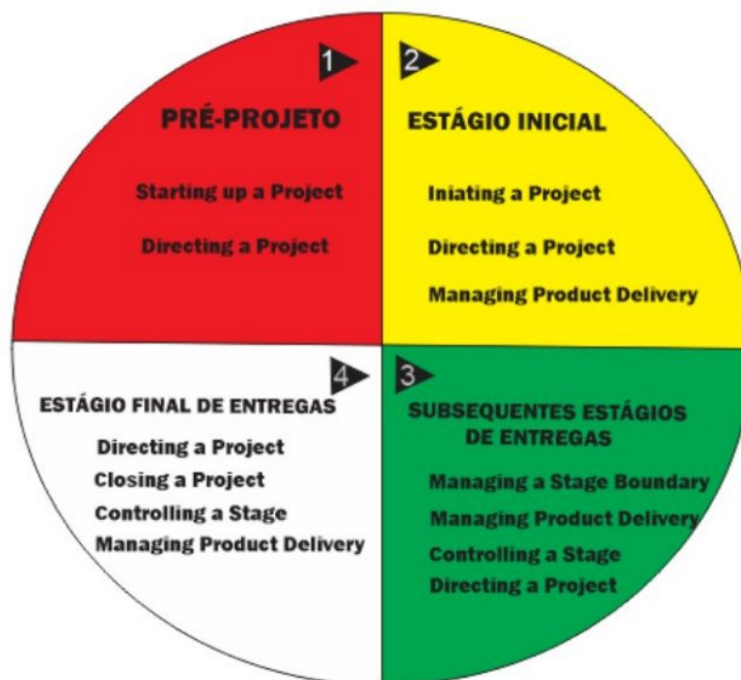 1
PRÉ-PROJETO
Starting up a Project
Directing a Project
2
ESTÁGIO INICIAL
Iniating a Project
Directing a Project
Managing Product Delivery
3
SUBSEQUENTES ESTÁGIOS
DE ENTREGAS
Managing a Stage Boundary
Managing Product Delivery
Controlling a Stage
Directing a Project
4
ESTÁGIO FINAL DE ENTREGAS
Directing a Project
Closing a Project
Controlling a Stage
Managing Product Delivery